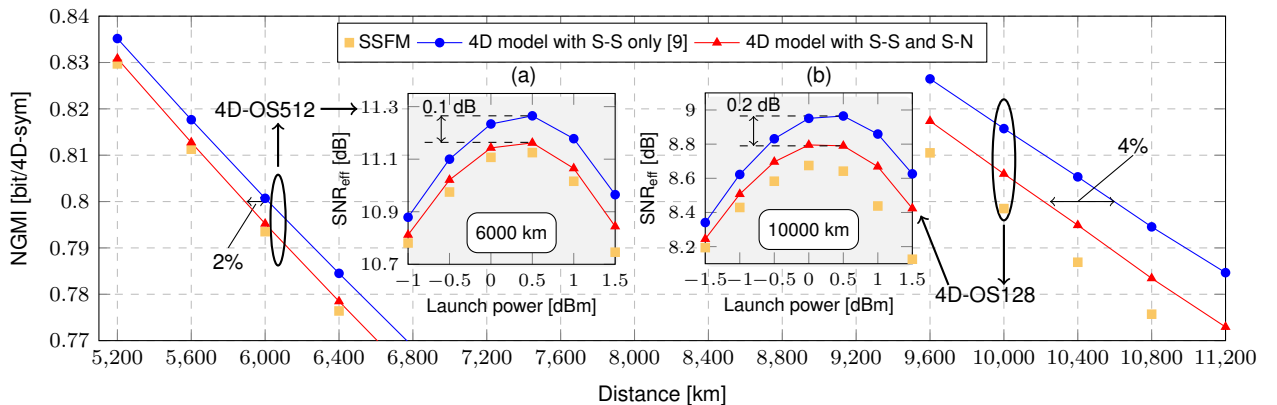 0.84
0.83
0.82
0.81
0.8
0.79
0.78
0.77
NGMI [bit/4D-sym]
SSFM 4D model with S-S only [9] 4D model with S-S and S-N
4D-OS512
2%
(a)
0.1 dB
11.3
11.1
10.9
10.7
SNReff [dB]
6000 km
−1 −0.5 0 0.5 1 1.5
Launch power [dBm]
(b)
0.2 dB
9
8.8
8.6
8.4
8.2
SNReff [dB]
10000 km
−1.5 −1 −0.5 0 0.5 1 1.5
Launch power [dBm]
4%
4D-OS128
5,200 5,600 6,000 6,400 6,800 7,200 7,600 8,000 8,400 8,800 9,200 9,600 10,000 10,400 10,800 11,200
Distance [km]